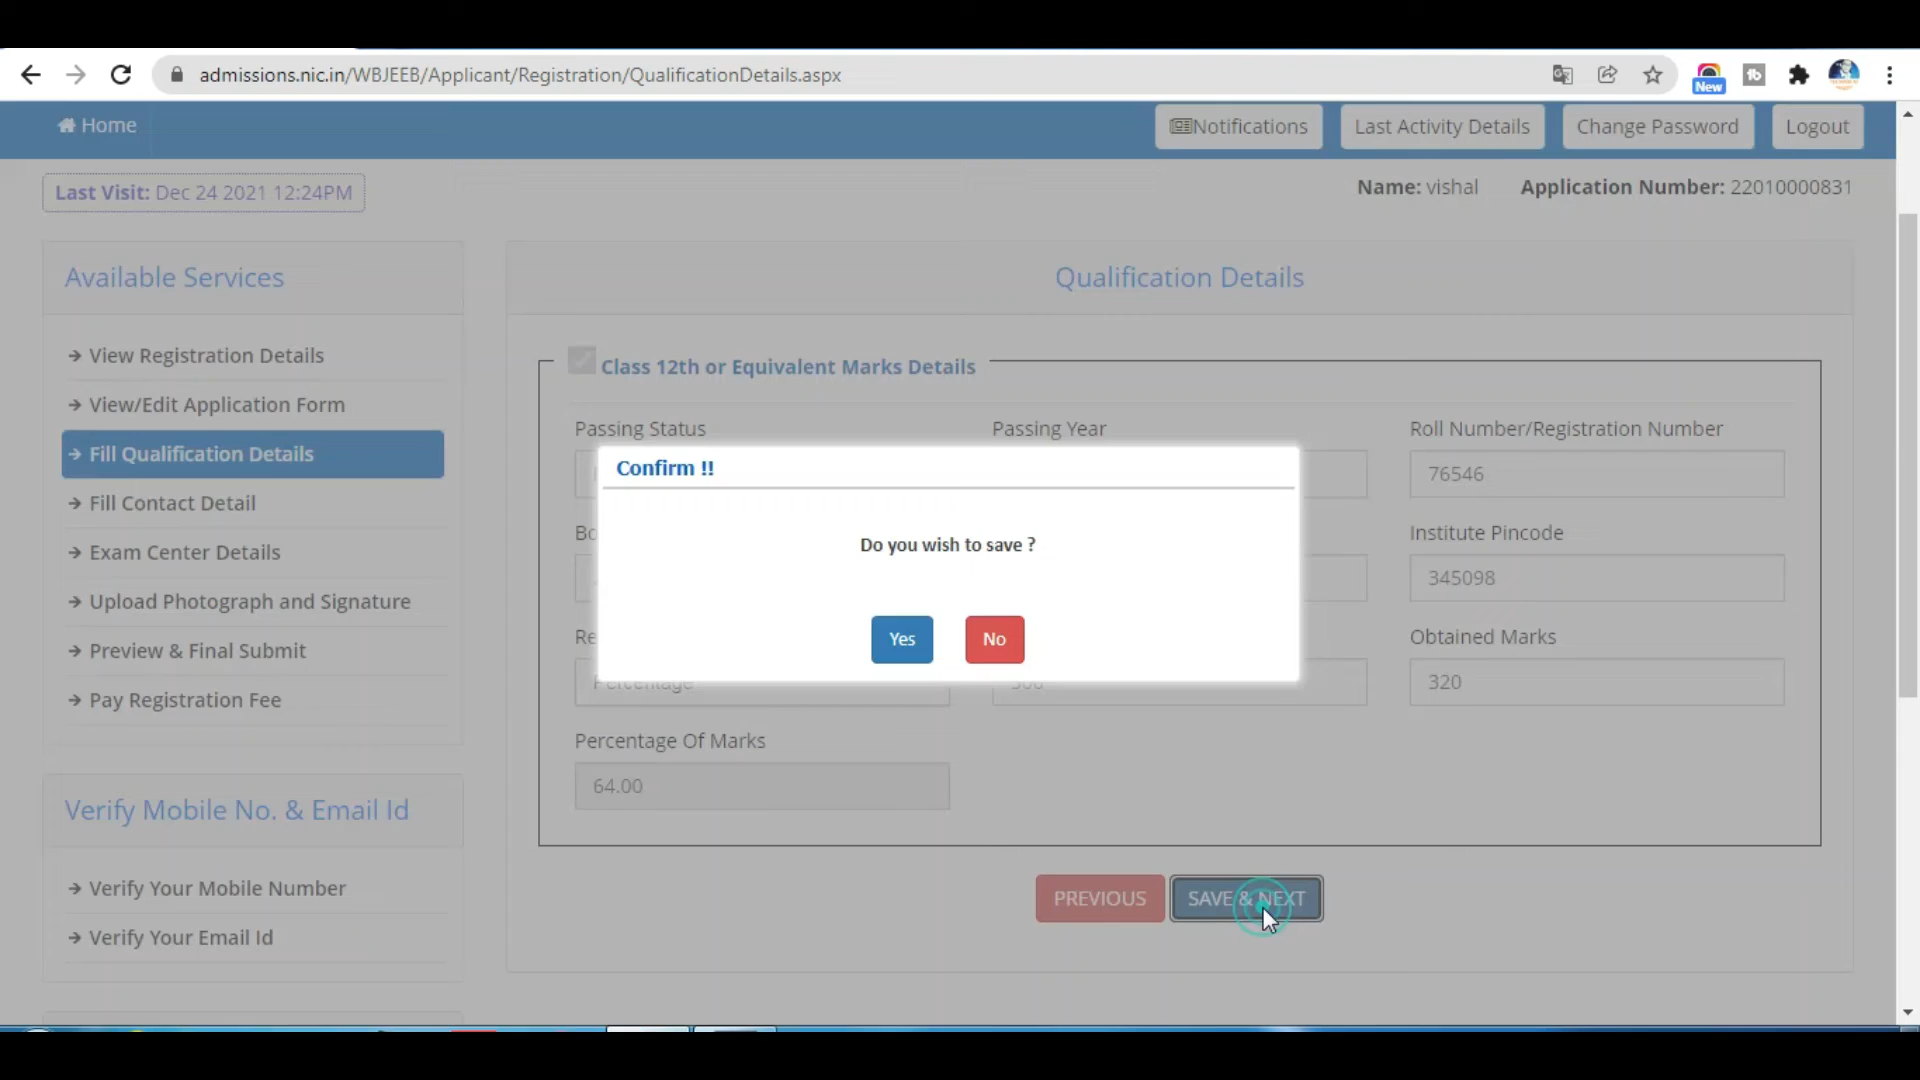 admissions.nic.in/WBJEEB/Applicant/Registration/QualificationDetails.aspx
New
Home
Notifications
Last Activity Details
Change Password
Logout
Last Visit: Dec 24 2021 12:24PM
Name: vishal
Application Number: 22010000831
Available Services
View Registration Details
View/Edit Application Form
Fill Qualification Details
Fill Contact Detail
Exam Center Details
Upload Photograph and Signature
Preview & Final Submit
Pay Registration Fee
Verify Mobile No. & Email Id
Verify Your Mobile Number
Verify Your Email Id
Qualification Details
Class 12th or Equivalent Marks Details
Passing Status
Passing Year
Roll Number/Registration Number
76546
Institute Pincode
345098
Percentage
Obtained Marks
320
Percentage Of Marks
64.00
Confirm !!
Do you wish to save ?
Yes
No
PREVIOUS
SAVE & NEXT